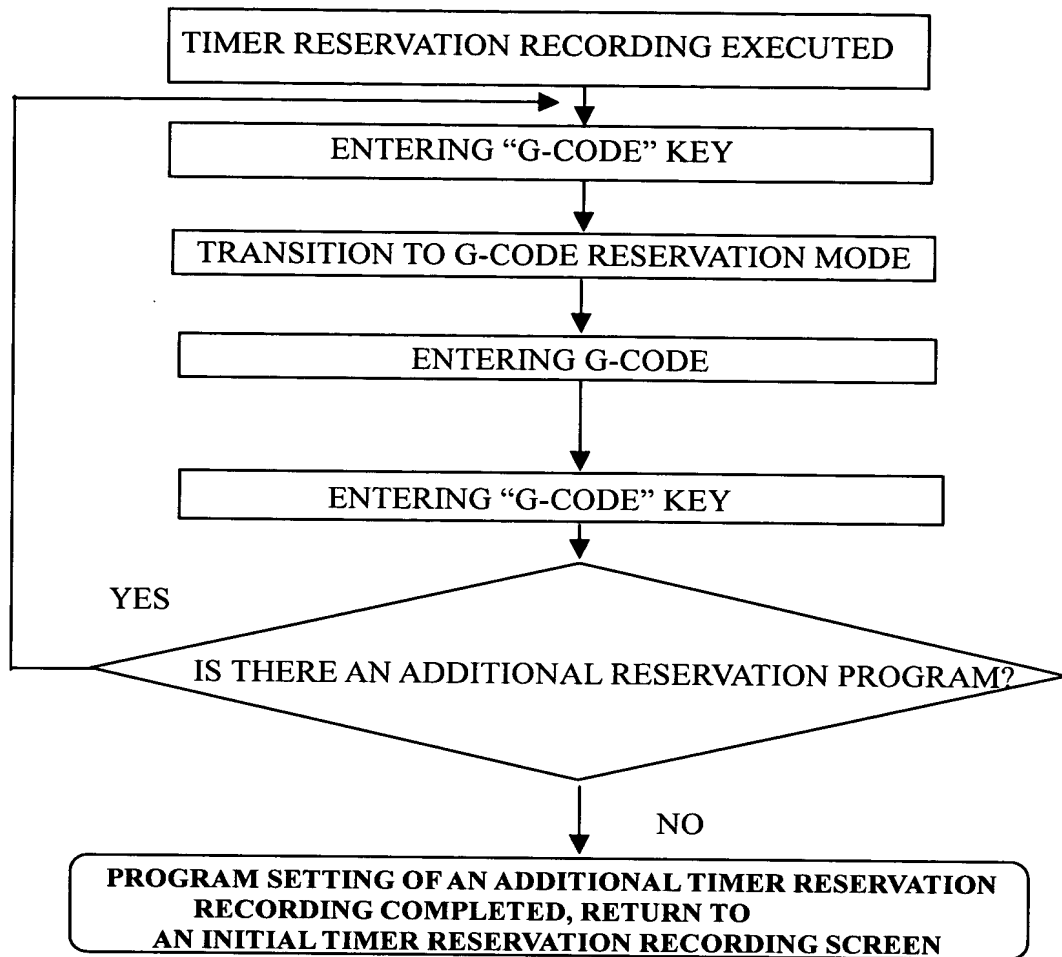 TIMER RESERVATION RECORDING EXECUTED
ENTERING “G-CODE” KEY
TRANSITION TO G-CODE RESERVATION MODE
ENTERING G-CODE
ENTERING “G-CODE” KEY
YES
IS THERE AN ADDITIONAL RESERVATION PROGRAM?
NO
PROGRAM SETTING OF AN ADDITIONAL TIMER RESERVATION
RECORDING COMPLETED, RETURN TO
AN INITIAL TIMER RESERVATION RECORDING SCREEN